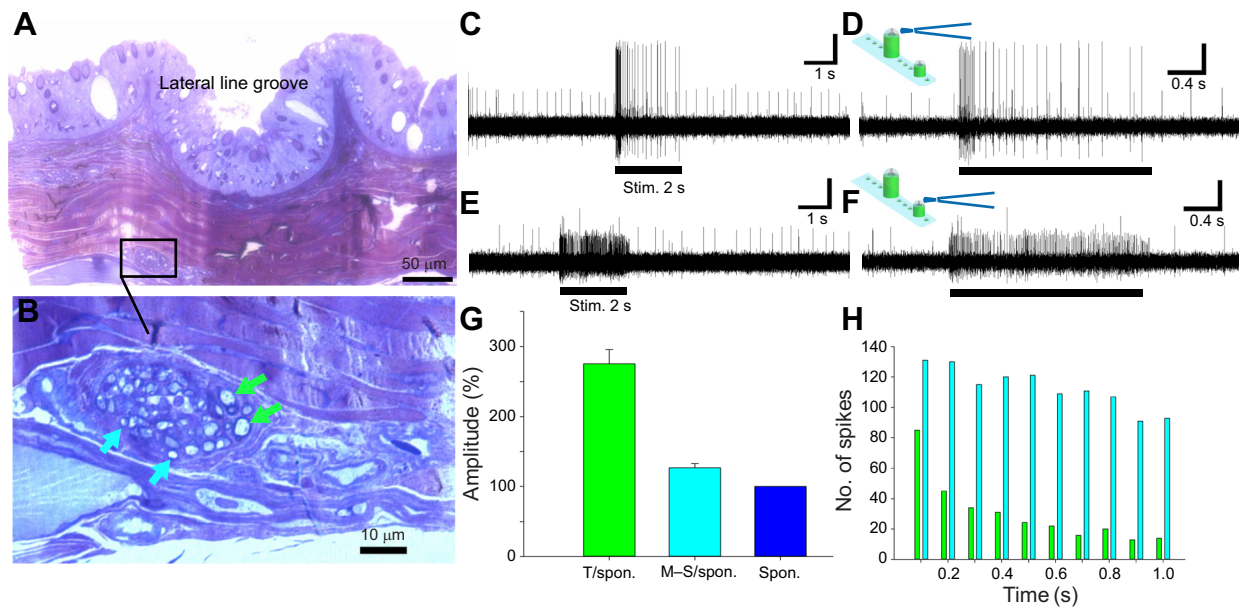 A
Lateral line groove
50 μm
B
10 μm
C
1 s
Stim. 2 s
D
0.4 s
E
1 s
Stim. 2 s
F
0.4 s
G
Amplitude (%)
300
200
100
0
T/spon.
M–S/spon.
Spon.
H
No. of spikes
140
120
100
80
60
40
20
0
0.2
0.4
0.6
0.8
1.0
Time (s)